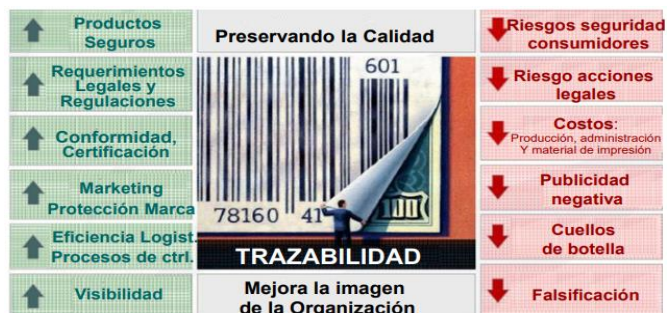 Productos
Seguros
Requerimientos
Legales y
Regulaciones
Conformidad,
Certificación
Marketing
Protección Marca
Eficiencia Logist.
Procesos de ctrl.
Visibilidad
Preservando la Calidad
601
78160 41
100
TRAZABILIDAD
Mejora la imagen
de la Organización
Riesgos seguridad
consumidores
Riesgo acciones
legales
Costos:
Producción, administración
Y material de impresión
Publicidad
negativa
Cuellos
de botella
Falsificación